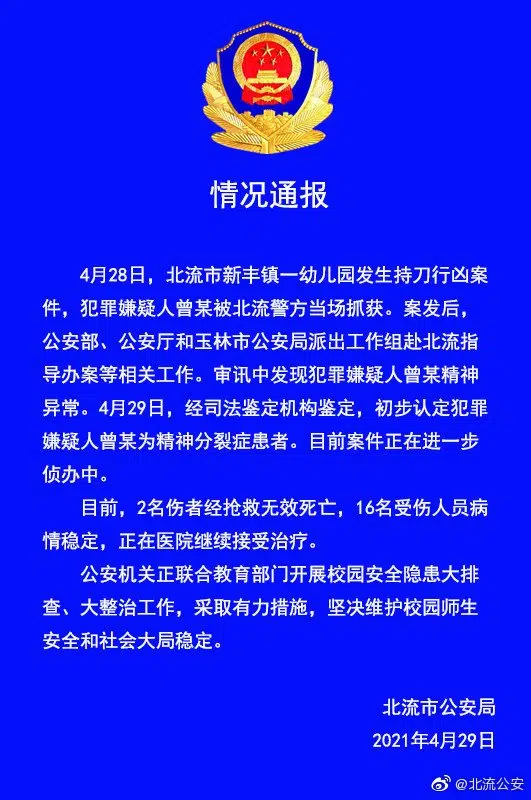 情况通报
4月28日，北流市新丰镇一幼儿园发生持刀行凶案
件，犯罪嫌疑人曾某被北流警方当场抓获。案发后，
公安部、公安厅和玉林市公安局派出工作组赴北流指
导办案等相关工作。审讯中发现犯罪嫌疑人曾某精神
异常。4月29日，经司法鉴定机构鉴定，初步认定犯罪
嫌疑人曾某为精神分裂症患者。目前案件正在进一步
侦办中。
目前，2名伤者经抢救无效死亡，16名受伤人员病
情稳定，正在医院继续接受治疗。
公安机关正联合教育部门开展校园安全隐患大排
查、大整治工作，采取有力措施，坚决维护校园师生
安全和社会大局稳定。
北流市公安局
2021年4月29日
@北流公安